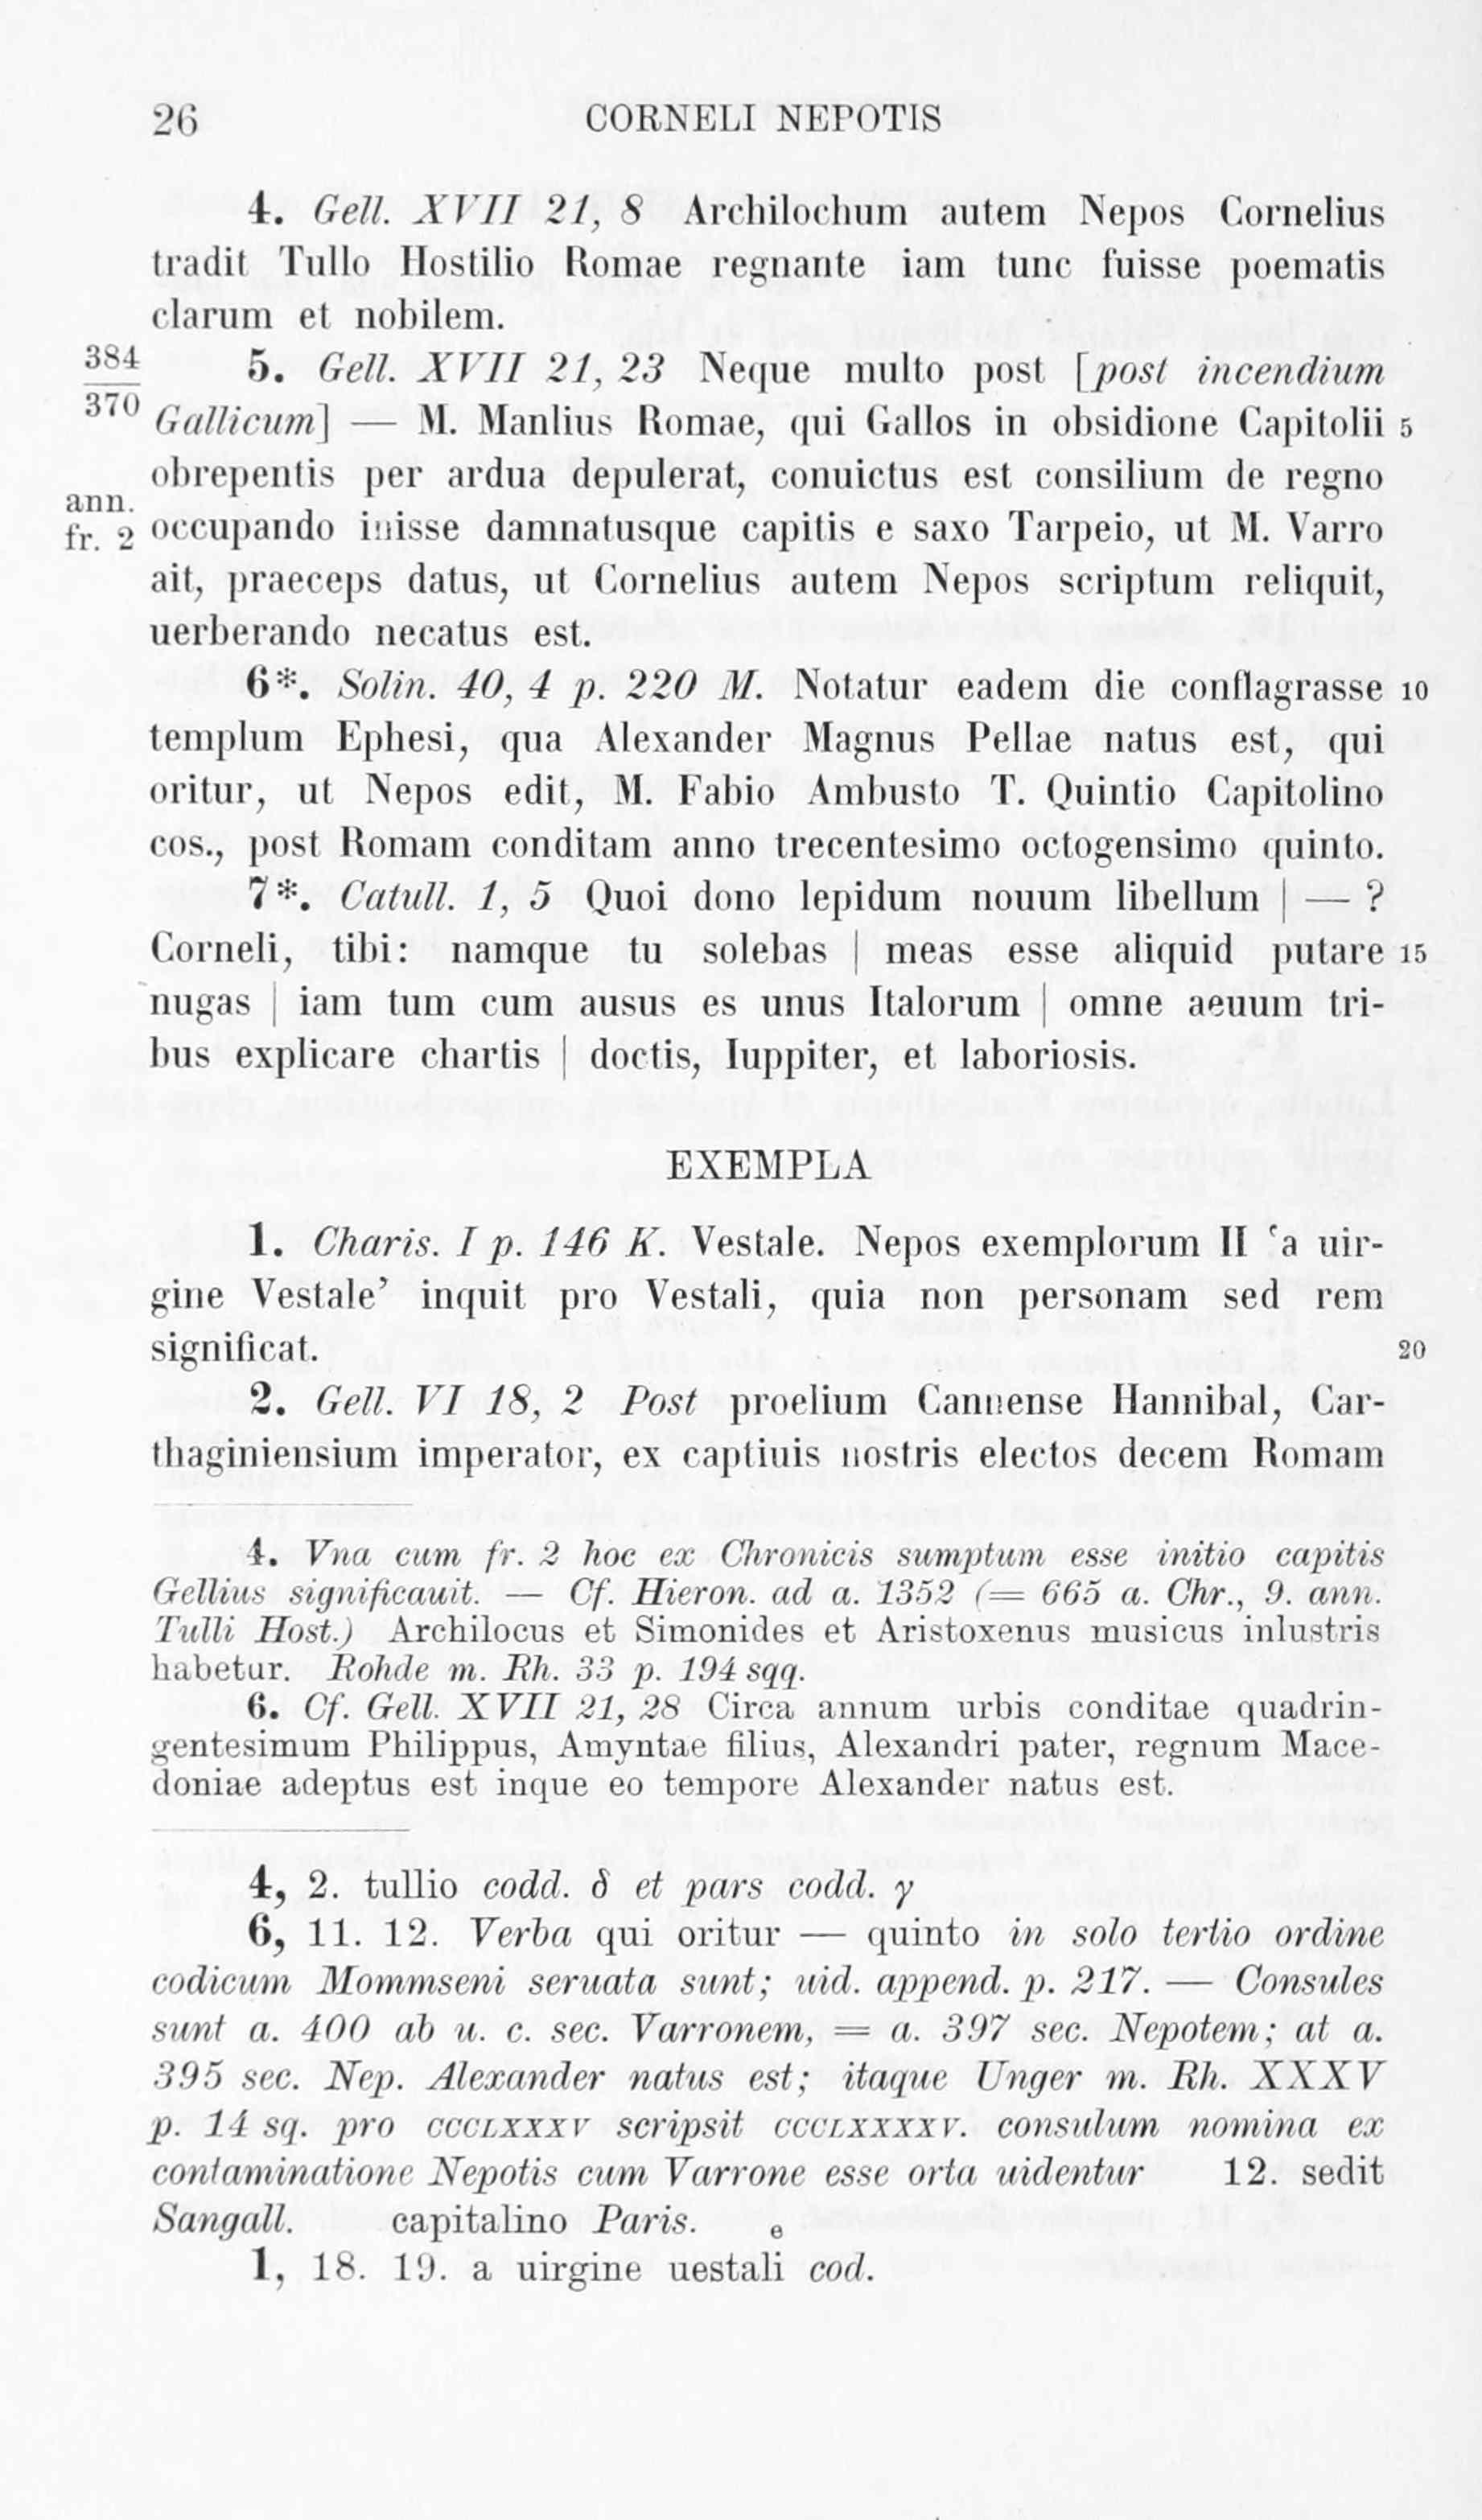 26 CORNELI NEPOTIS
4. Gell. XVII 21, 8 Archilochum autem Nepos Cornelius
tradit Tullo Hostilio Romae regnante iam tunc fuisse poematis
clarum et nobilem.
384
370
5. Gell. XVII 21, 23 Neque multo post [post incendium
Gallicum] — M. Manlius Romae, qui Gallos in obsidione Capitolii 5
obrepentis per ardua depulerat, conuictus est consilium de regno
ann.
fr. 2
occupando inisse damnatusque capitis e saxo Tarpeio, ut M. Varro
ait, praeceps datus, ut Cornelius autem Nepos scriptum reliquit,
uerberando necatus est.
6*. Solin. 40, 4 p. 220 M. Notatur eadem die conflagrasse 10
templum Ephesi, qua Alexander Magnus Pellae natus est, qui
oritur, ut Nepos edit, M. Fabio Ambusto T. Quintio Capitolino
cos., post Romam conditam anno trecentesimo octogensimo quinto.
7*. Catull. 1, 5 Quoi dono lepidum nouum libellum | — ?
Corneli, tibi: namque tu solebas | meas esse aliquid putare 15
nugas | iam tum cum ausus es unus Italorum | omne aeuum tri-
bus explicare chartis | doctis, Iuppiter, et laboriosis.
EXEMPLA
1. Charis. I p. 146 K. Vestale. Nepos exemplorum II ‘a uir-
gine Vestale’ inquit pro Vestali, quia non personam sed rem
significat. 20
2. Gell. VI 18, 2 Post proelium Cannense Hannibal, Car-
thaginiensium imperator, ex captiuis nostris electos decem Romam
4. Vna cum fr. 2 hoc ex Chronicis sumptum esse initio capitis
Gellius significauit. — Cf. Hieron. ad a. 1352 (= 665 a. Chr., 9. ann.
Tulli Host.) Archilocus et Simonides et Aristoxenus musicus inlustris
habetur. Rohde m. Rh. 33 p. 194 sqq.
6. Cf. Gell. XVII 21, 28 Circa annum urbis conditae quadrin-
gentesimum Philippus, Amyntae filius, Alexandri pater, regnum Mace-
doniae adeptus est inque eo tempore Alexander natus est.
4, 2. tullio codd. δ et pars codd. γ
6, 11. 12. Verba qui oritur — quinto in solo tertio ordine
codicum Mommseni seruata sunt; uid. append. p. 217. — Consules
sunt a. 400 ab u. c. sec. Varronem, = a. 397 sec. Nepotem; at a.
395 sec. Nep. Alexander natus est; itaque Unger m. Rh. XXXV
p. 14 sq. pro CCCLXXXV scripsit CCCLXXXXV. consulum nomina ex
contaminatione Nepotis cum Varrone esse orta uidentur 12. sedit
Sangall. capitalino Paris.
e
1, 18. 19. a uirgine uestali cod.